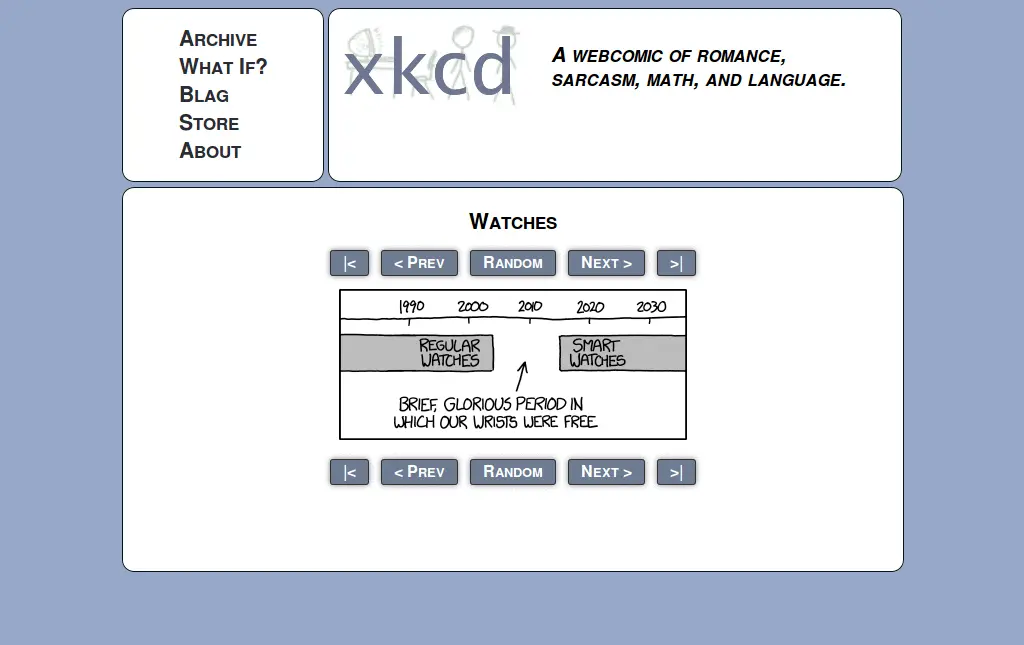 Archive
What If?
Blag
Store
About
xkcd
A webcomic of romance,
sarcasm, math, and language.
Watches
|< < Prev Random Next > >|
1990 2000 2010 2020 2030
REGULAR
WATCHES
SMART
WATCHES
BRIEF, GLORIOUS PERIOD IN
WHICH OUR WRISTS WERE FREE.
|< < Prev Random Next > >|